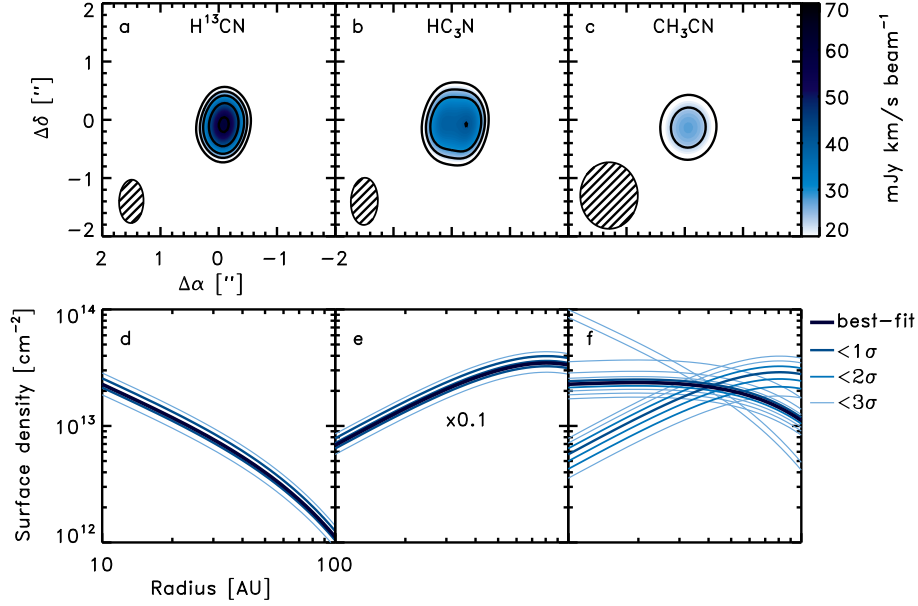 a H¹³CN
b HC₃N
c CH₃CN
2
1
0
−1
−2
Δδ ["]
2 1 0 −1 −2
Δα ["]
70
60
50
40
30
20
mJy km/s beam⁻¹
d
e
f
x0.1
10¹⁴
10¹³
10¹²
Surface density [cm⁻²]
10 100
Radius [AU]
best−fit
<1σ
<2σ
<3σ